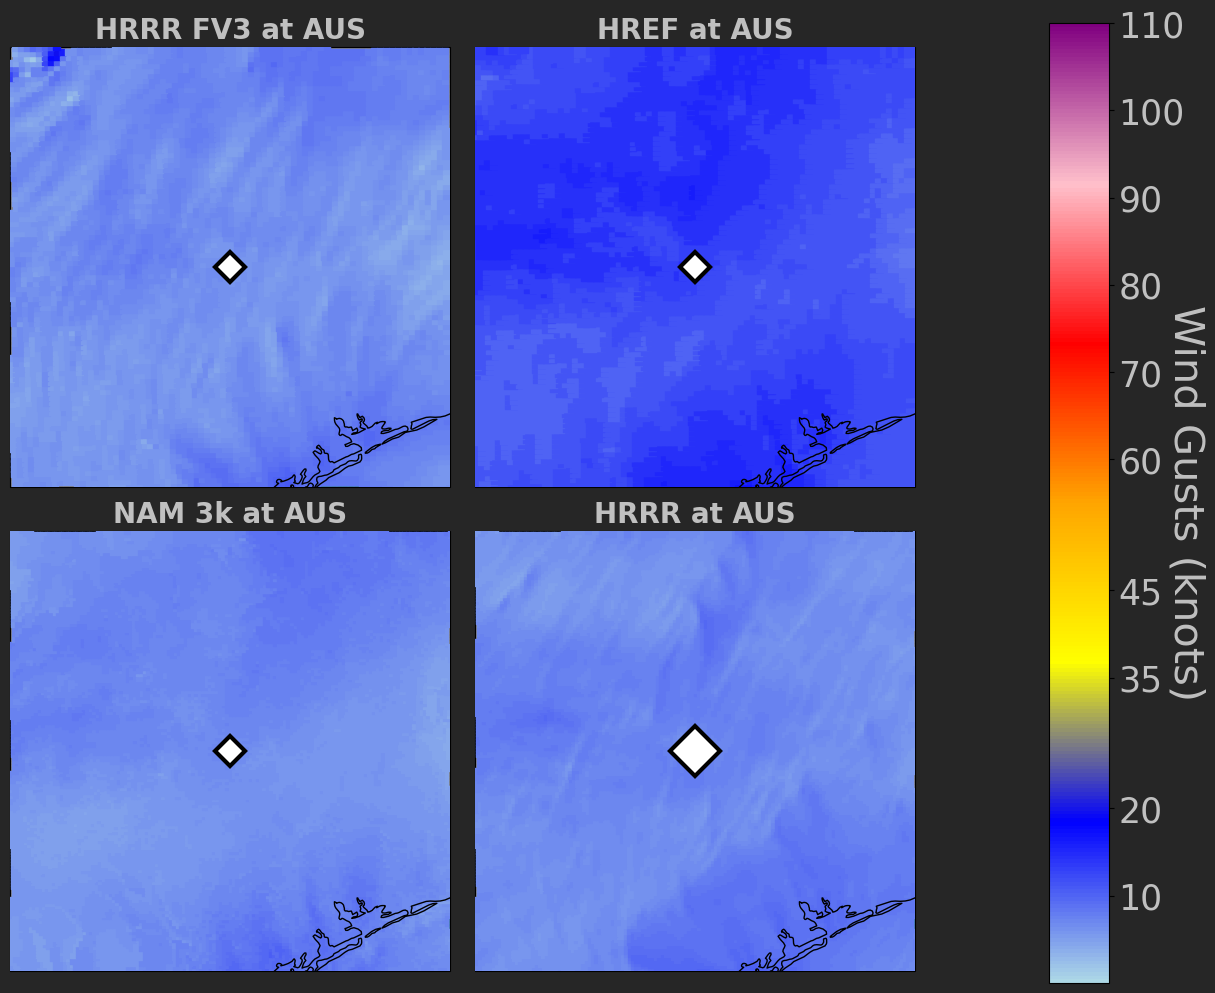 HRRR FV3 at AUS
HREF at AUS
NAM 3k at AUS
HRRR at AUS
110
100
90
80
70
60
45
35
20
10
Wind Gusts (knots)